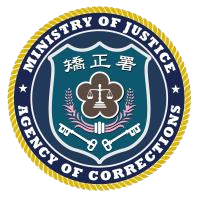 MINISTRY OF JUSTICE
矯正署
AGENCY OF CORRECTIONS